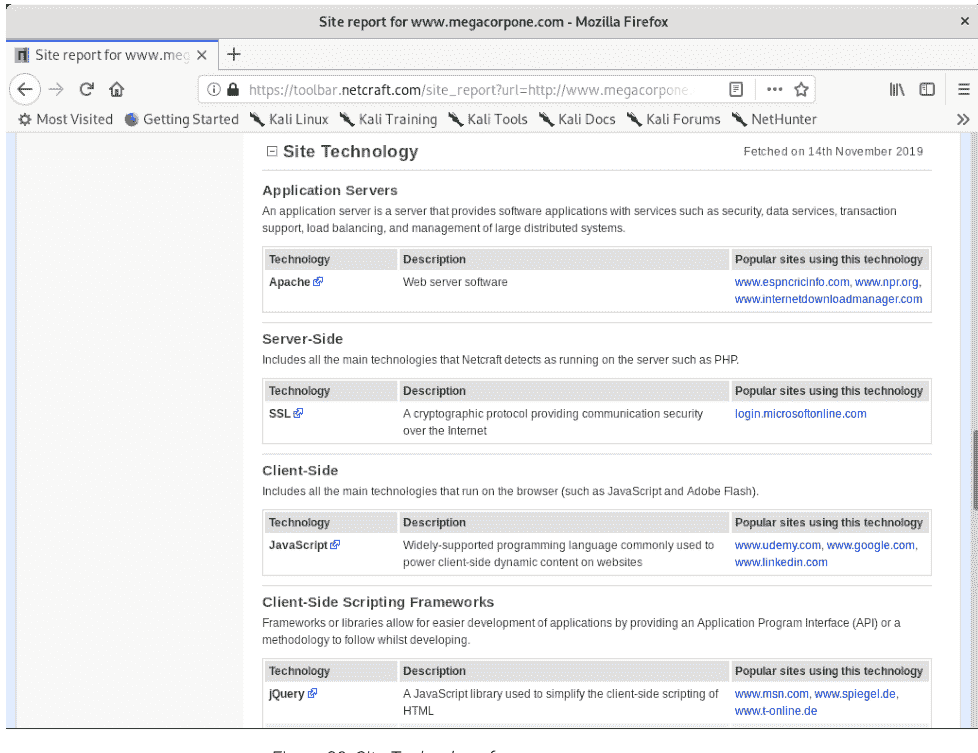 Site report for www.megacorpone.com - Mozilla Firefox
Site report for www.meg
https://toolbar.netcraft.com/site_report?url=http://www.megacorpone.
Most Visited Getting Started Kali Linux Kali Training Kali Tools Kali Docs Kali Forums NetHunter
Site Technology Fetched on 14th November 2019
Application Servers
An application server is a server that provides software applications with services such as security, data services, transaction
support, load balancing, and management of large distributed systems.
Technology Description Popular sites using this technology
Apache Web server software www.espncricinfo.com, www.npr.org,
www.internetdownloadmanager.com
Server-Side
Includes all the main technologies that Netcraft detects as running on the server such as PHP.
Technology Description Popular sites using this technology
SSL A cryptographic protocol providing communication security login.microsoftonline.com
over the Internet
Client-Side
Includes all the main technologies that run on the browser (such as JavaScript and Adobe Flash).
Technology Description Popular sites using this technology
JavaScript Widely-supported programming language commonly used to www.udemy.com, www.google.com,
power client-side dynamic content on websites www.linkedin.com
Client-Side Scripting Frameworks
Frameworks or libraries allow for easier development of applications by providing an Application Program Interface (API) or a
methodology to follow whilst developing.
Technology Description Popular sites using this technology
jQuery A JavaScript library used to simplify the client-side scripting of www.msn.com, www.spiegel.de,
HTML www.t-online.de